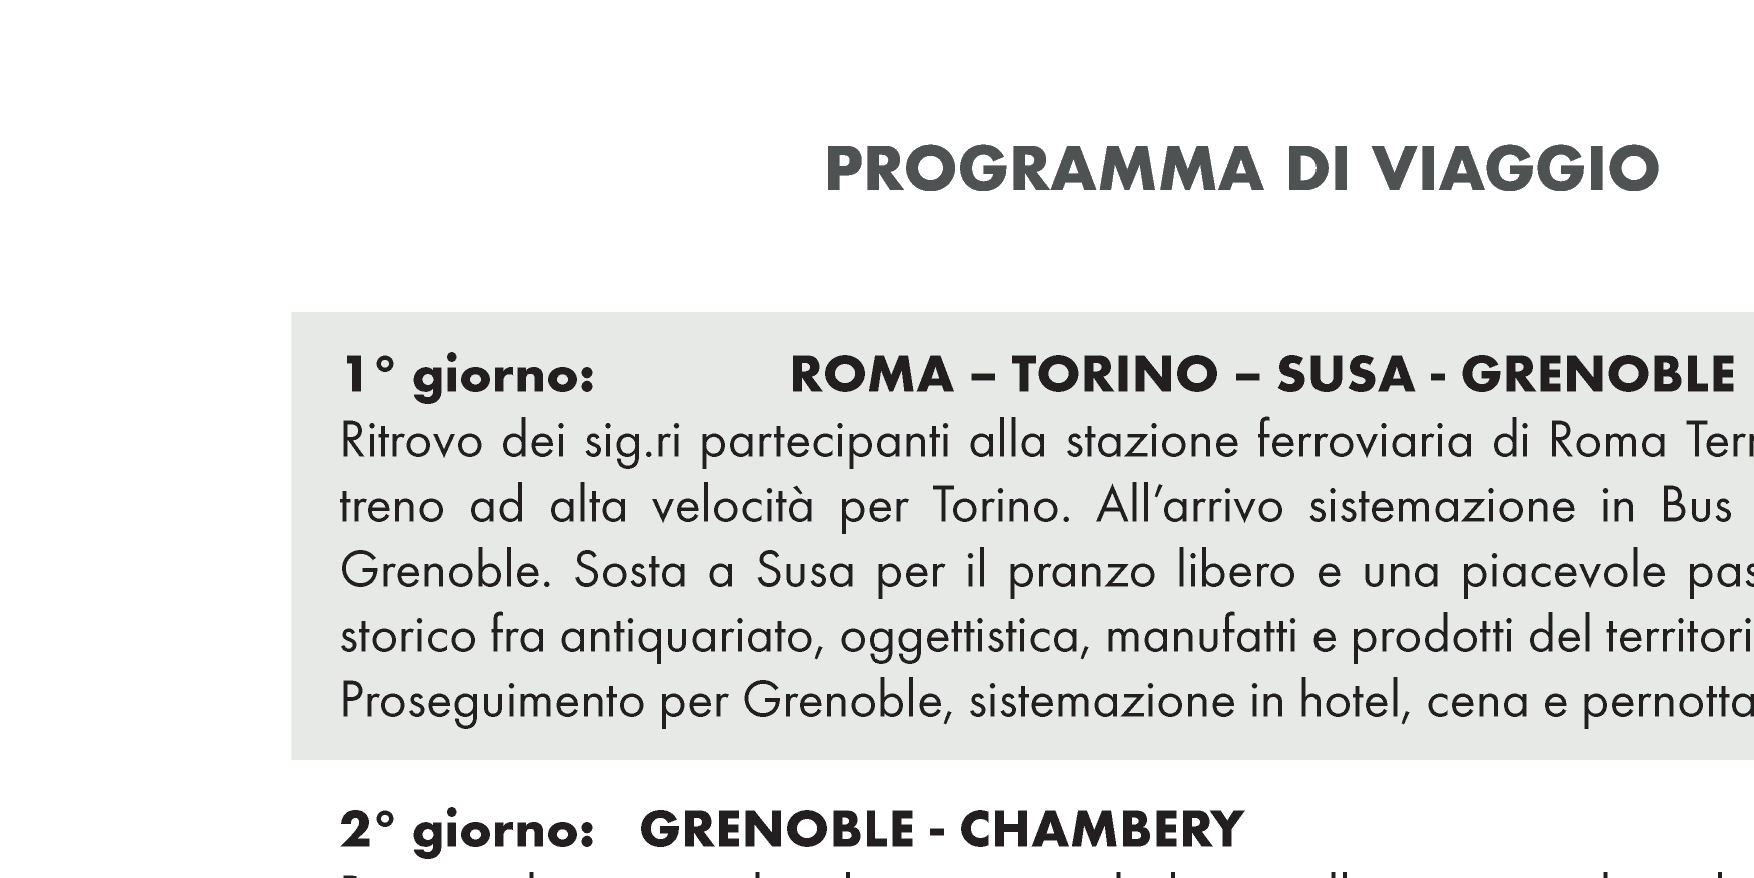 PROGRAMMA DI VIAGGIO
1° giorno: ROMA – TORINO – SUSA - GRENOBLE
Ritrovo dei sig.ri partecipanti alla stazione ferroviaria di Roma
treno ad alta velocità per Torino. All’arrivo sistemazione in Bus
Grenoble. Sosta a Susa per il pranzo libero e una piacevole
storico fra antiquariato, oggettistica, manufatti e prodotti del
Proseguimento per Grenoble, sistemazione in hotel, cena e
2° giorno: GRENOBLE - CHAMBERY